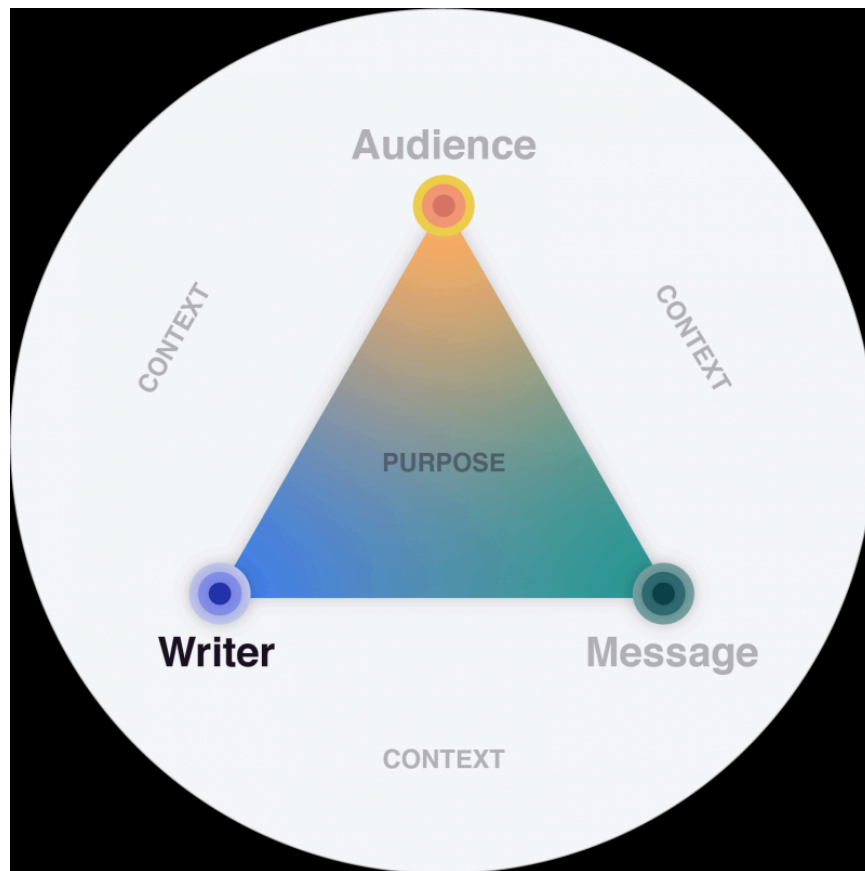 Audience
CONTEXT
CONTEXT
PURPOSE
Writer
Message
CONTEXT